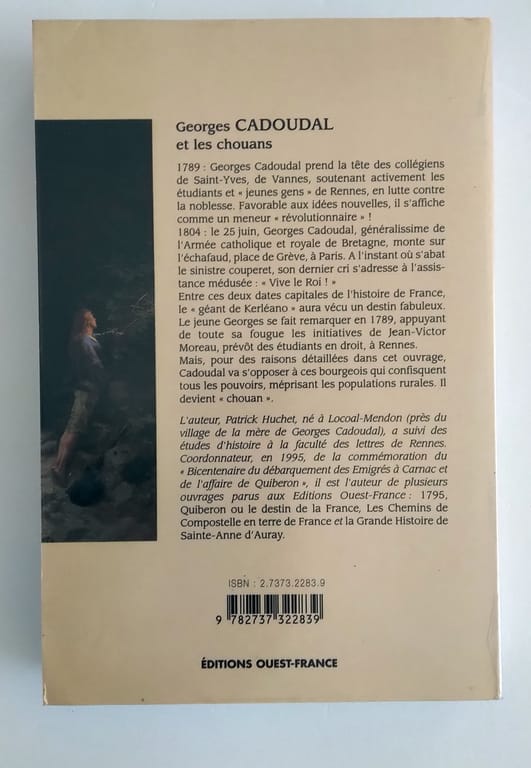 Georges CADOUDAL
et les chouans
1789 : Georges Cadoudal prend la tête des collégiens
de Saint-Yves, de Vannes, soutenant activement les
étudiants et « jeunes gens » de Rennes, en lutte contre
la noblesse. Favorable aux idées nouvelles, il s'affiche
comme un meneur « révolutionnaire » !
1804 : le 25 juin, Georges Cadoudal, généralissime de
l'Armée catholique et royale de Bretagne, monte sur
l'échafaud, place de Grève, à Paris. A l'instant où s'abat
le sinistre couperet, son dernier cri s'adresse à l'assis-
tance médusée : « Vive le Roi ! »
Entre ces deux dates capitales de l'histoire de France,
le « géant de Kerléano » aura vécu un destin fabuleux.
Le jeune Georges se fait remarquer en 1789, appuyant
de toute sa fougue les initiatives de Jean-Victor
Moreau, prévôt des étudiants en droit, à Rennes.
Mais, pour des raisons détaillées dans cet ouvrage,
Cadoudal va s'opposer à ces bourgeois qui confisquent
tous les pouvoirs, méprisant les populations rurales. Il
devient « chouan ».
L'auteur, Patrick Huchet, né à Locoal-Mendon (près du
village de la mère de Georges Cadoudal), a suivi des
études d'histoire à la faculté des lettres de Rennes.
Coordonnateur, en 1995, de la commémoration du
« Bicentenaire du débarquement des Emigrés à Carnac et
de l'affaire de Quiberon », il est l'auteur de plusieurs
ouvrages parus aux Editions Ouest-France : 1795,
Quiberon ou le destin de la France, Les Chemins de
Compostelle en terre de France et la Grande Histoire de
Sainte-Anne d'Auray.
ISBN : 2.7373.2283.9
9 782737 322839
ÉDITIONS OUEST-FRANCE